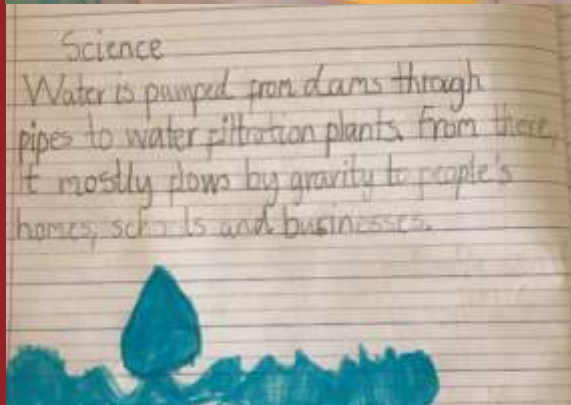 Science
Water is pumped from dams through
pipes to water filtration plants. From there,
it mostly flows by gravity to people's
homes, schools and businesses.